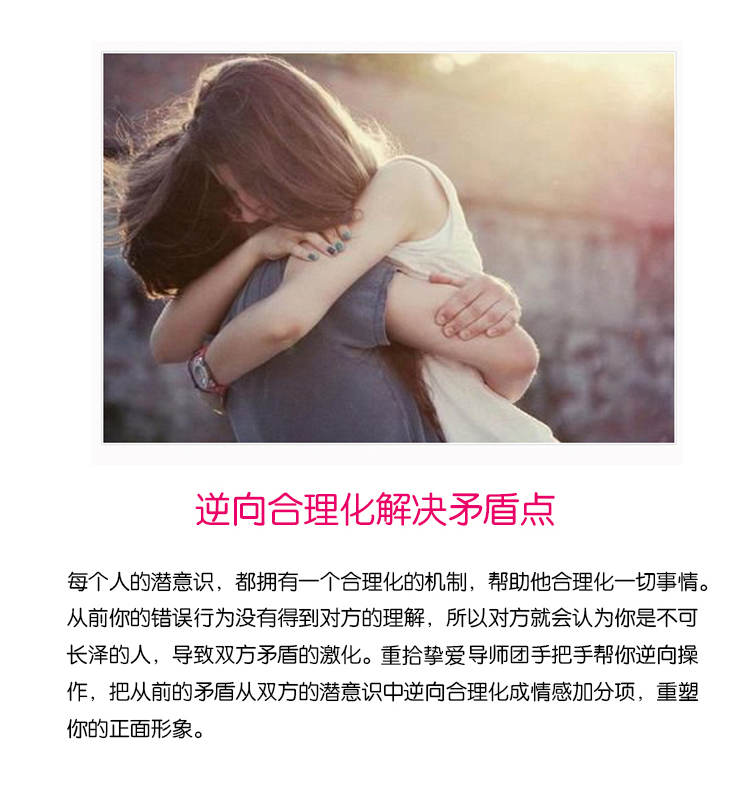 逆向合理化解决矛盾点
每个人的潜意识，都拥有一个合理化的机制，帮助他合理化一切事情。
从前你的错误行为没有得到对方的理解，所以对方就会认为你是不可
长泽的人，导致双方矛盾的激化。重拾挚爱导师团手把手帮你逆向操
作，把从前的矛盾从双方的潜意识中逆向合理化成情感加分项，重塑
你的正面形象。